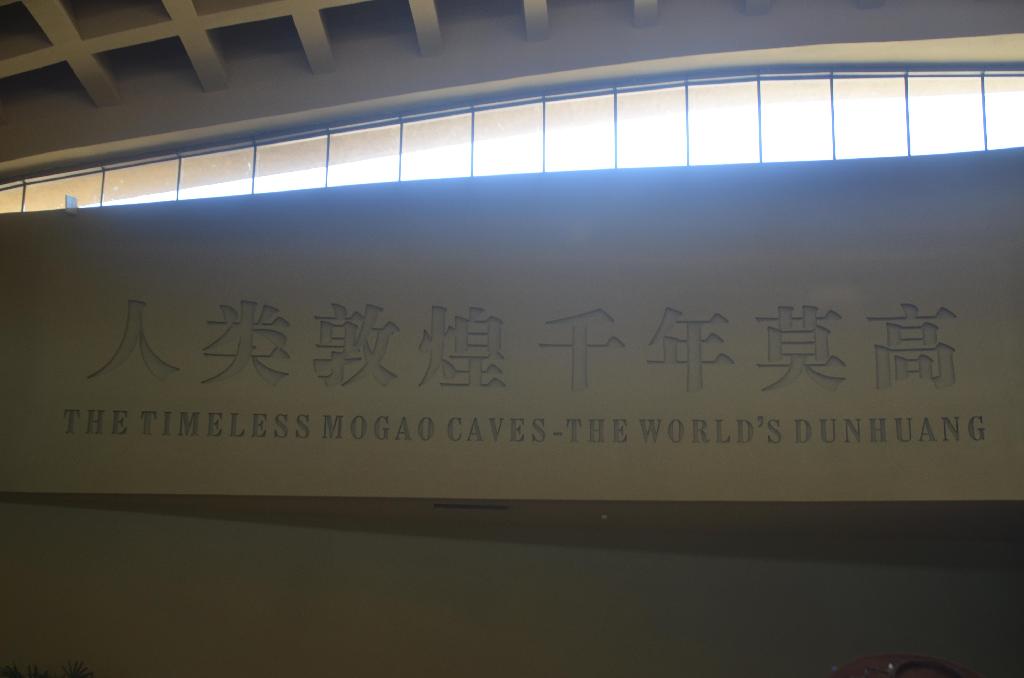 人类敦煌 千年莫高
THE TIMELESS MOGAO CAVES-THE WORLD'S DUNHUANG